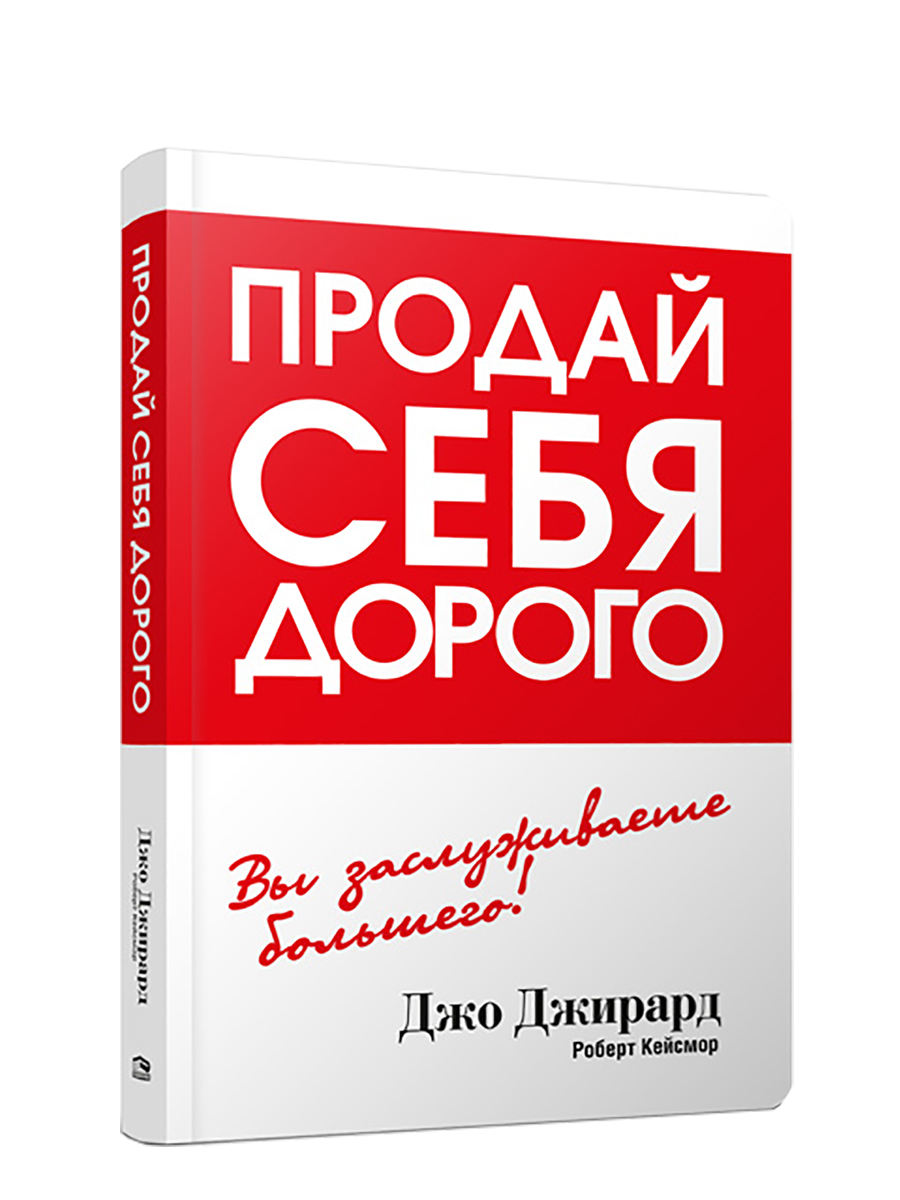 ПРОДАЙ СЕБЯ ДОРОГО
Джо Джирард
Роберт Кейсмор
ПРОДАЙ
СЕБЯ
ДОРОГО
Вы заслуживаете
большего!
Джо Джирард
Роберт Кейсмор